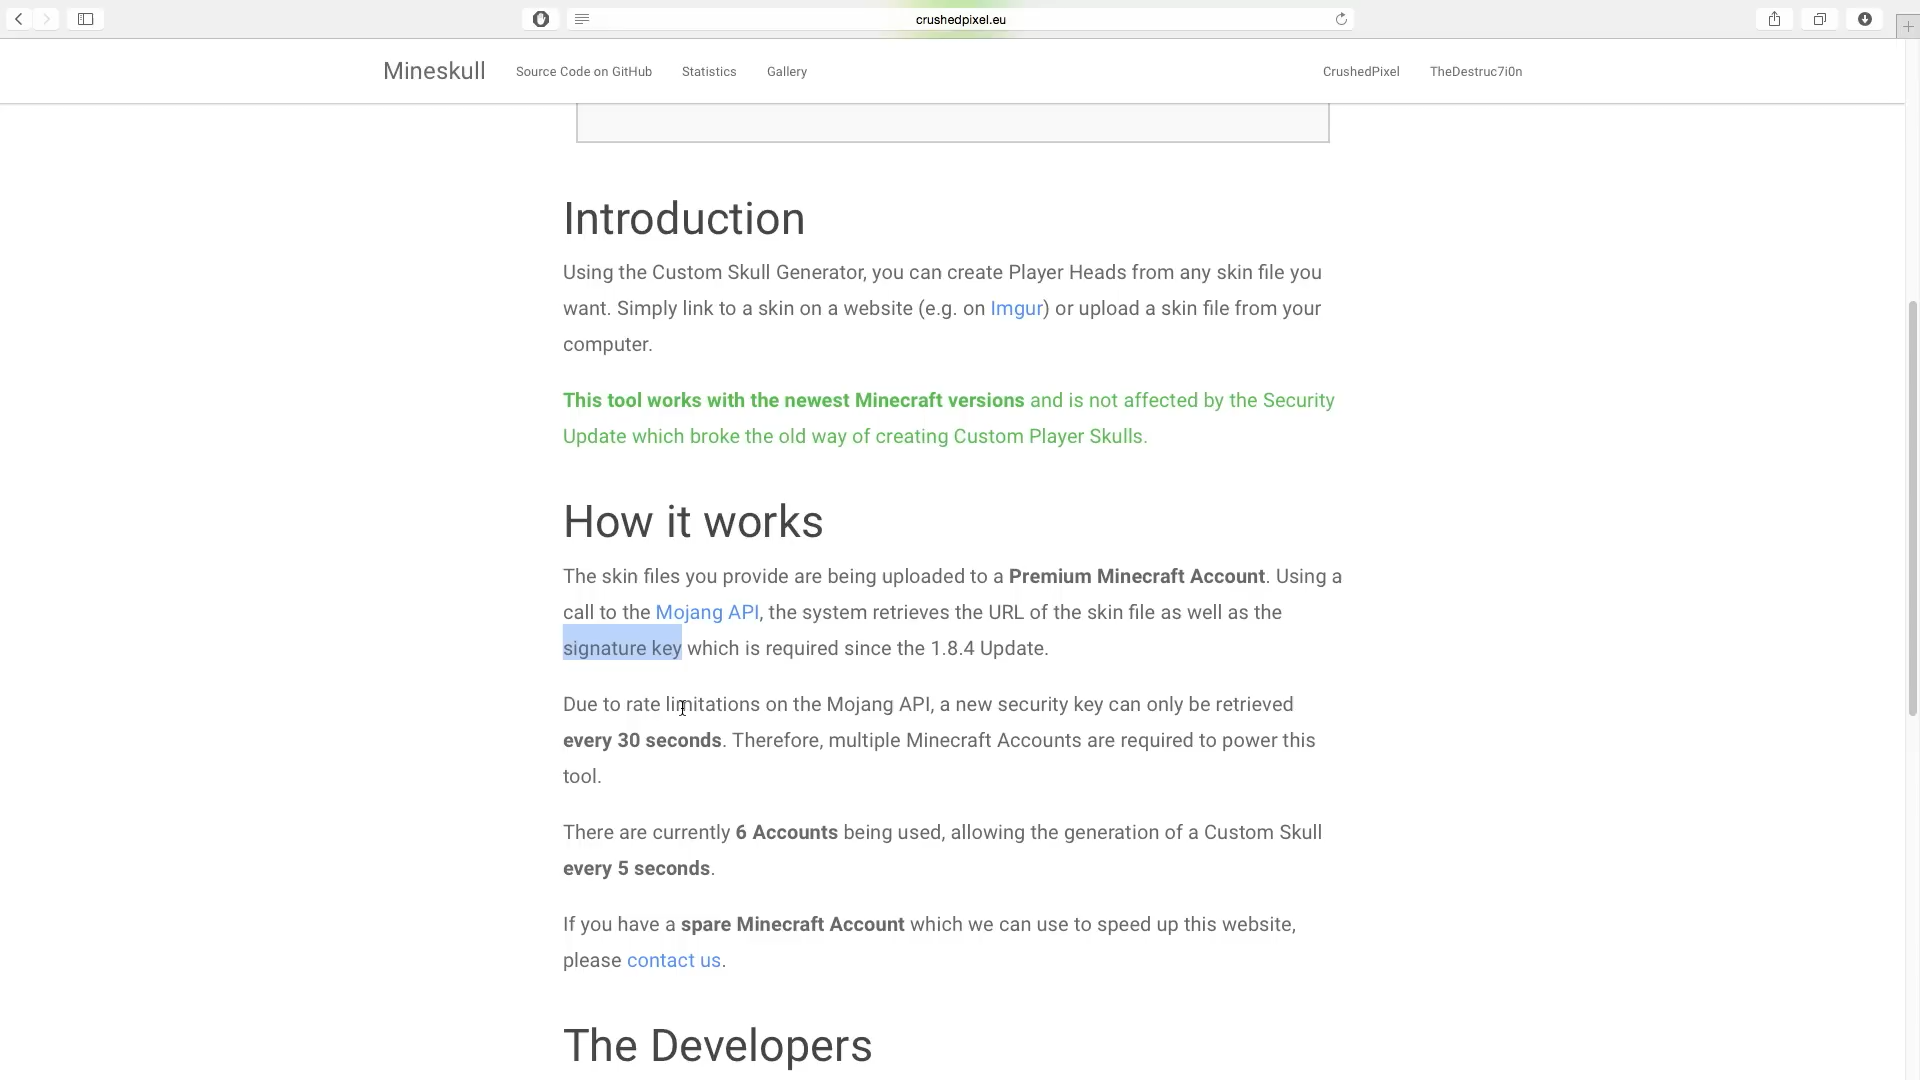 crushedpixel.eu
Mineskull Source Code on GitHub Statistics Gallery CrushedPixel TheDestruc7i0n
Introduction
Using the Custom Skull Generator, you can create Player Heads from any skin file you
want. Simply link to a skin on a website (e.g. on Imgur) or upload a skin file from your
computer.
This tool works with the newest Minecraft versions and is not affected by the Security
Update which broke the old way of creating Custom Player Skulls.
How it works
The skin files you provide are being uploaded to a Premium Minecraft Account. Using a
call to the Mojang API, the system retrieves the URL of the skin file as well as the
signature key which is required since the 1.8.4 Update.
Due to rate limitations on the Mojang API, a new security key can only be retrieved
every 30 seconds. Therefore, multiple Minecraft Accounts are required to power this
tool.
There are currently 6 Accounts being used, allowing the generation of a Custom Skull
every 5 seconds.
If you have a spare Minecraft Account which we can use to speed up this website,
please contact us.
The Developers